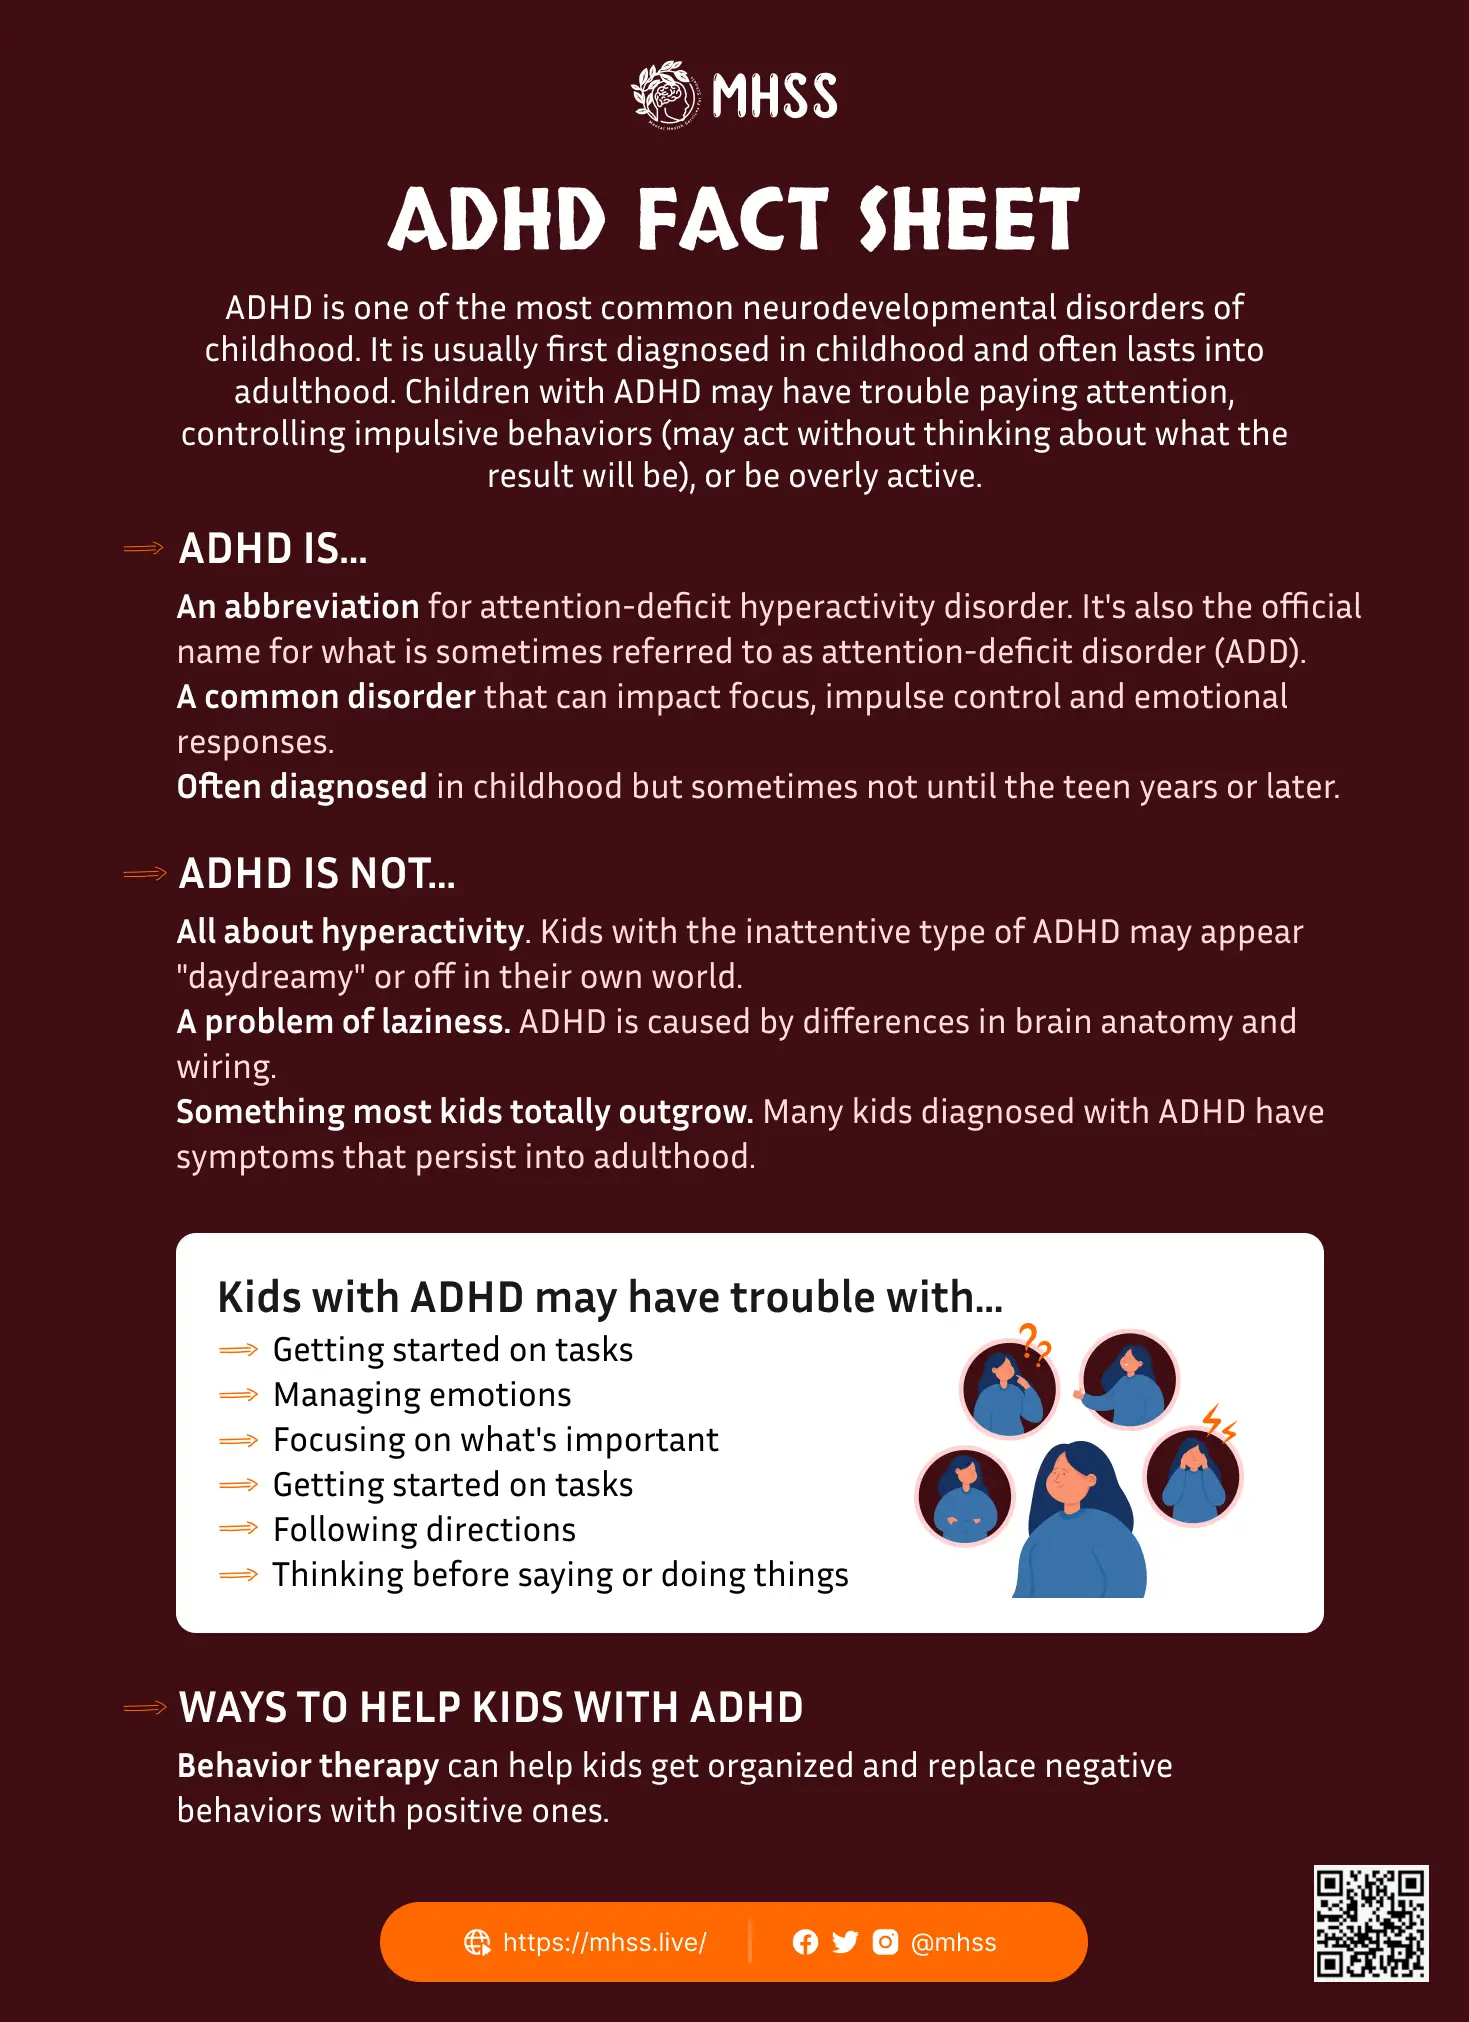 MHSS
ADHD FACT SHEET
ADHD is one of the most common neurodevelopmental disorders of
childhood. It is usually first diagnosed in childhood and often lasts into
adulthood. Children with ADHD may have trouble paying attention,
controlling impulsive behaviors (may act without thinking about what the
result will be), or be overly active.
ADHD IS...
An abbreviation for attention-deficit hyperactivity disorder. It's also the official
name for what is sometimes referred to as attention-deficit disorder (ADD).
A common disorder that can impact focus, impulse control and emotional
responses.
Often diagnosed in childhood but sometimes not until the teen years or later.
ADHD IS NOT...
All about hyperactivity. Kids with the inattentive type of ADHD may appear
"daydreamy" or off in their own world.
A problem of laziness. ADHD is caused by differences in brain anatomy and
wiring.
Something most kids totally outgrow. Many kids diagnosed with ADHD have
symptoms that persist into adulthood.
Kids with ADHD may have trouble with...
Getting started on tasks
Managing emotions
Focusing on what's important
Getting started on tasks
Following directions
Thinking before saying or doing things
??
WAYS TO HELP KIDS WITH ADHD
Behavior therapy can help kids get organized and replace negative
behaviors with positive ones.
https://mhss.live/
@mhss